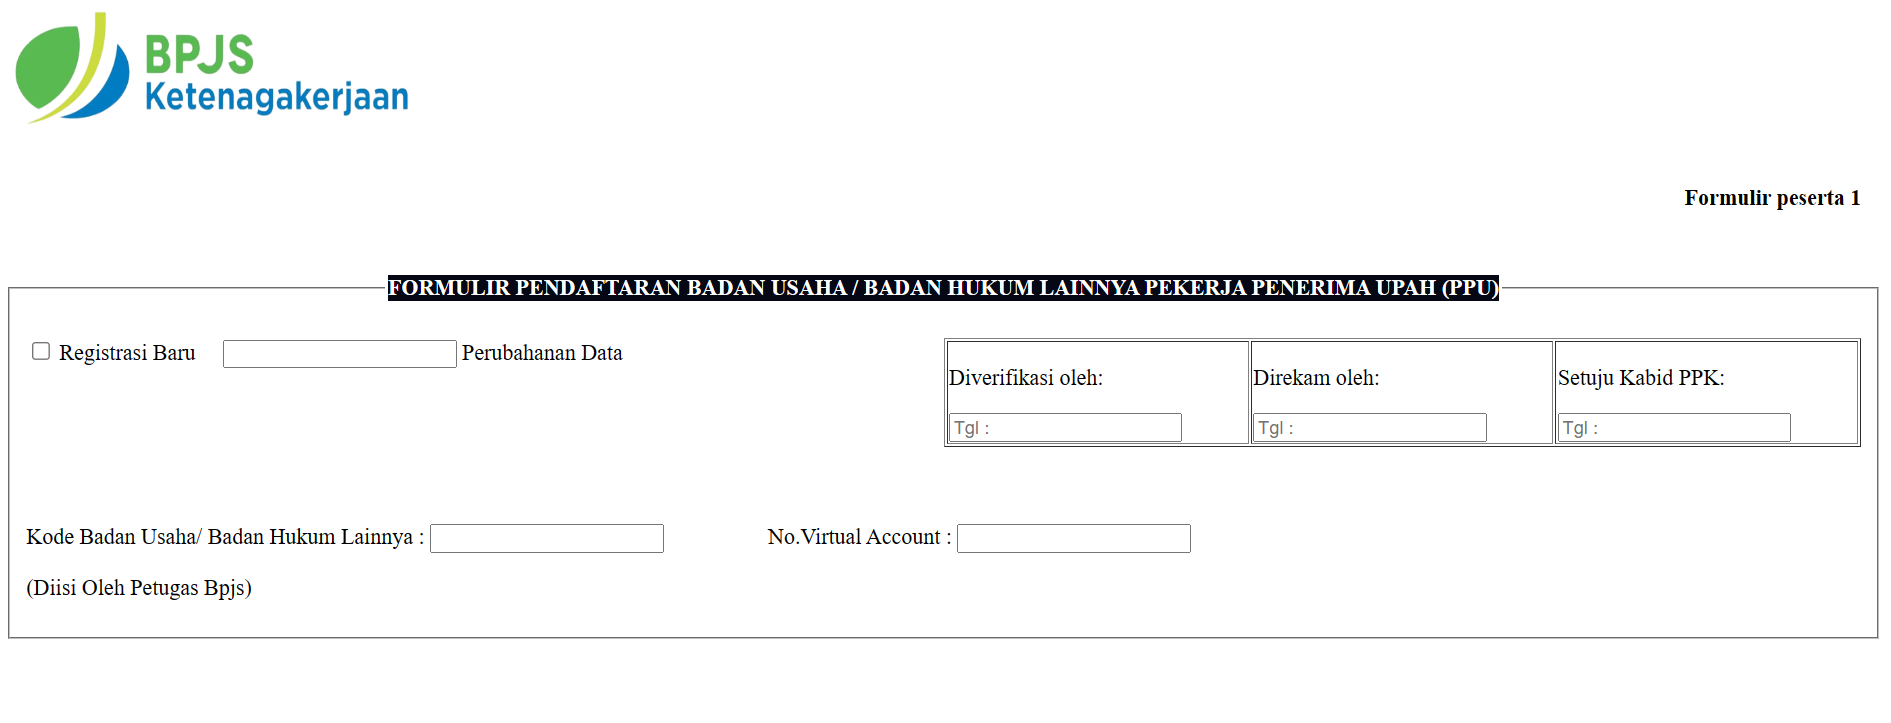 BPJS
Ketenagakerjaan
Formulir peserta 1
FORMULIR PENDAFTARAN BADAN USAHA / BADAN HUKUM LAINNYA PEKERJA PENERIMA UPAH (PPU)
Registrasi Baru Perubahanan Data
Diverifikasi oleh: Direkam oleh: Setuju Kabid PPK:
Tgl : Tgl : Tgl :
Kode Badan Usaha/ Badan Hukum Lainnya : No.Virtual Account :
(Diisi Oleh Petugas Bpjs)